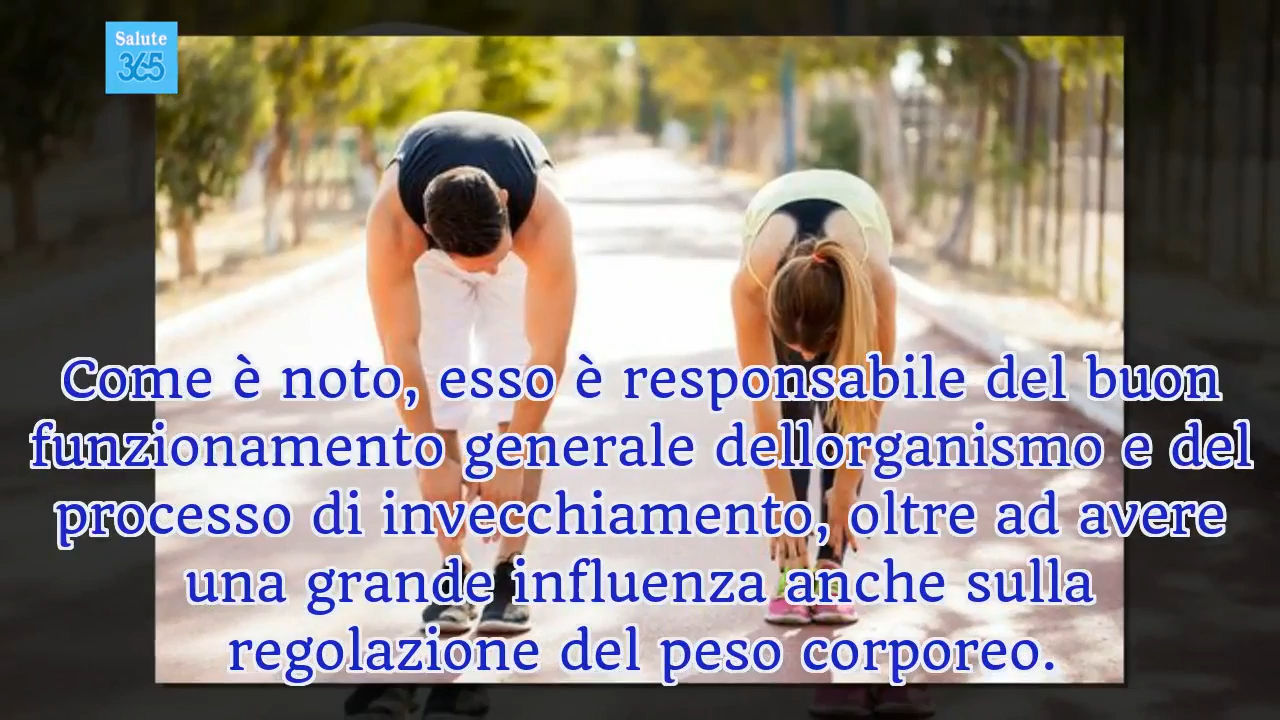 Salute
365
Come è noto, esso è responsabile del buon
funzionamento generale dellorganismo e del
processo di invecchiamento, oltre ad avere
una grande influenza anche sulla
regolazione del peso corporeo.